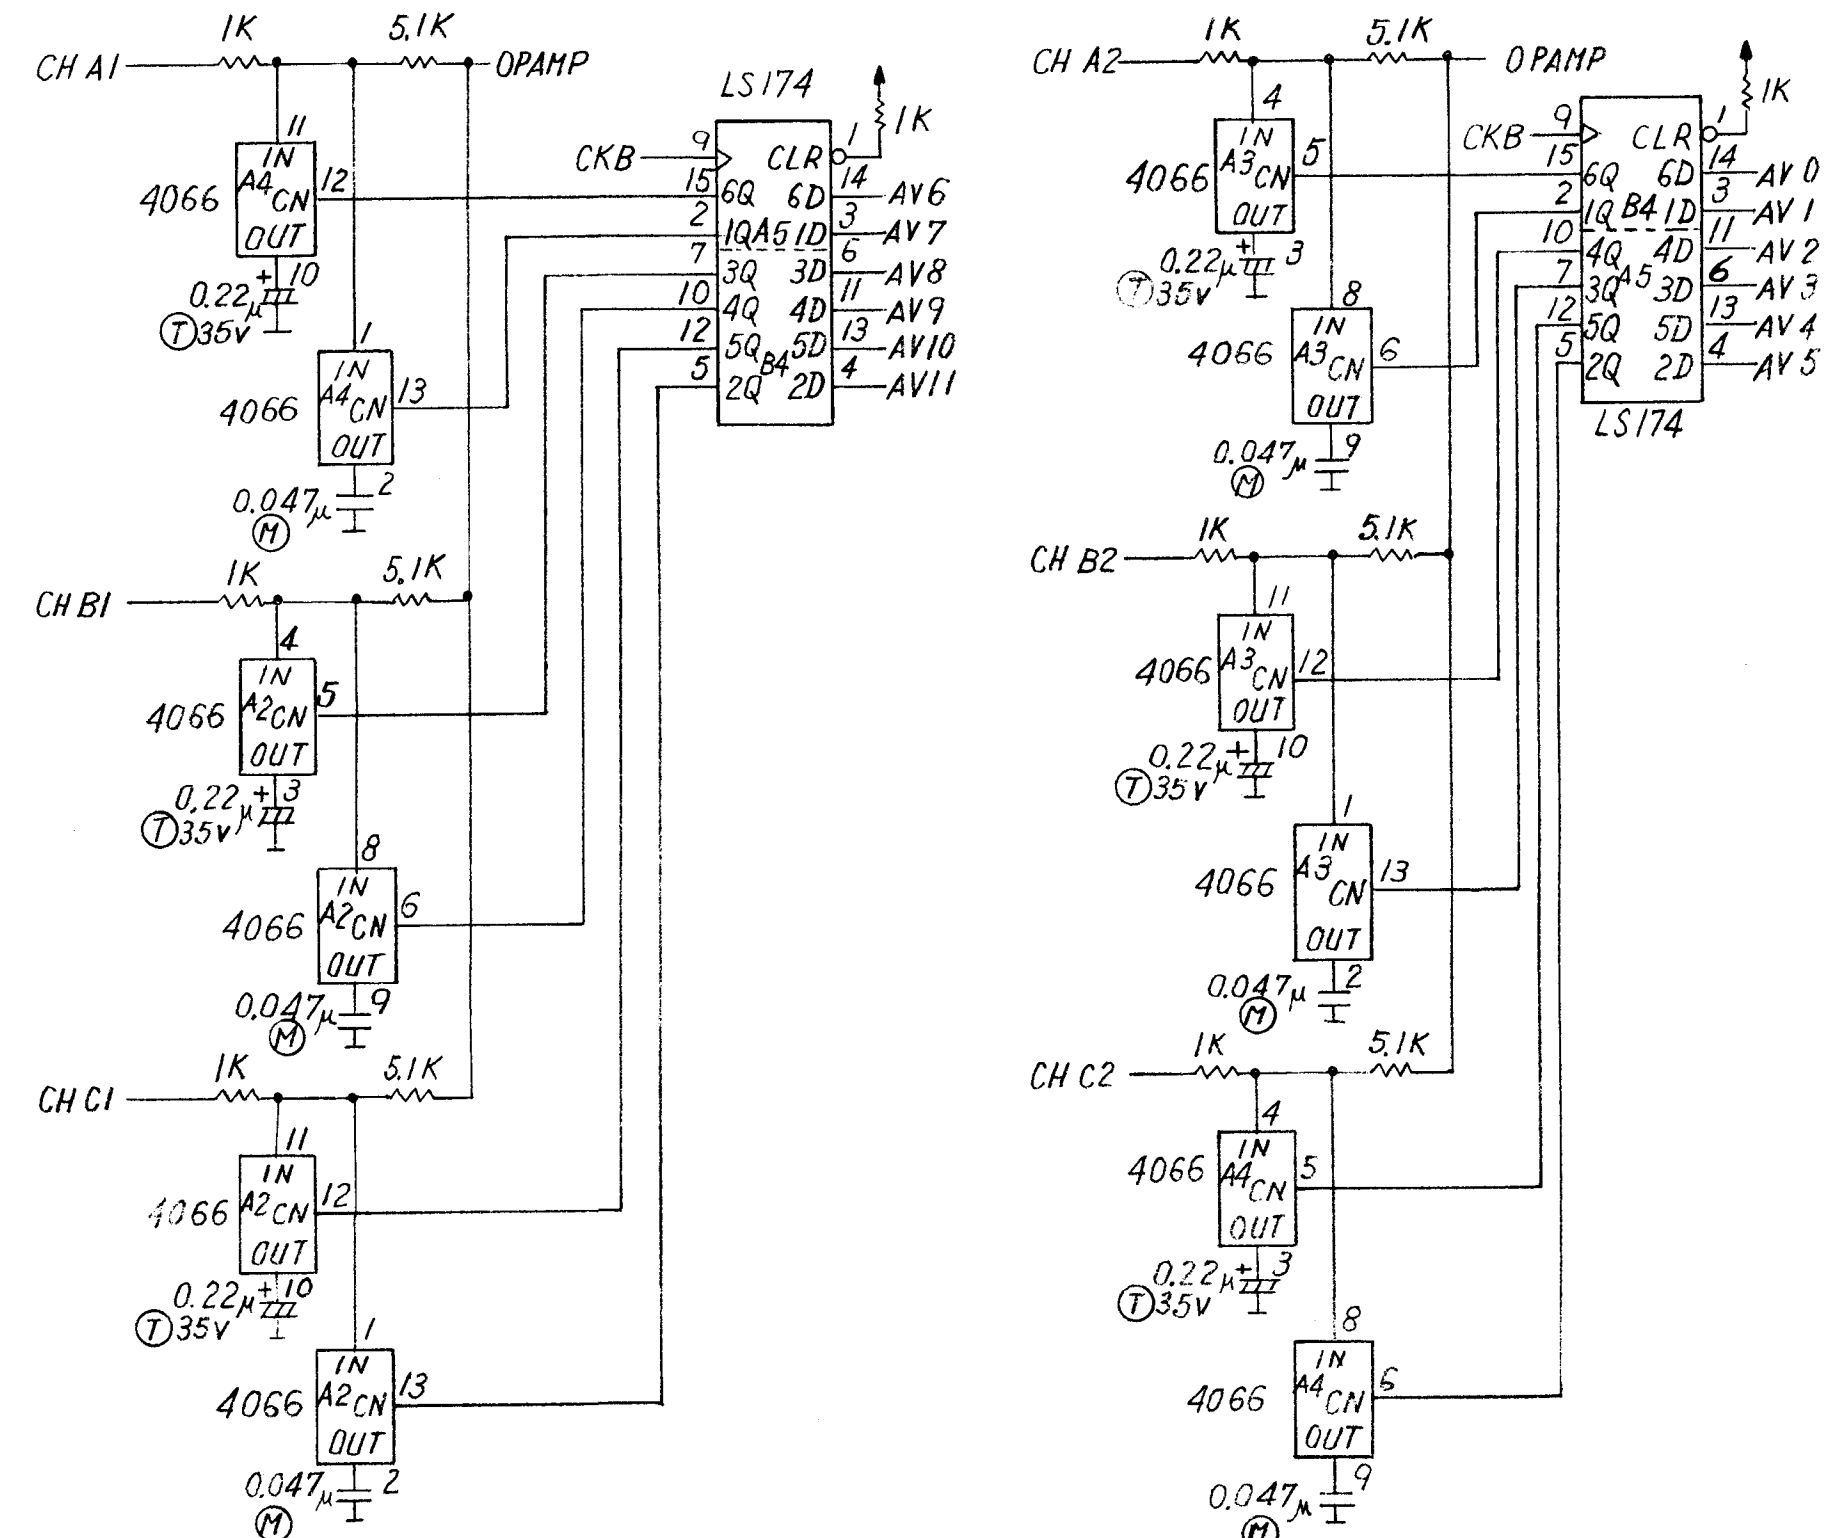 1K
5.1K
CH A1
OPAMP
11
IN
A4
CN
12
4066
OUT
+
10
0.22μ
T 35V
1
IN
A4
CN
13
4066
OUT
2
0.047μ
M
1K
5.1K
CH B1
4
IN
A2
CN
5
4066
OUT
+
3
0.22μ
T 35V
8
IN
A2
CN
6
4066
OUT
9
0.047μ
M
1K
5.1K
CH C1
11
IN
A2
CN
12
4066
OUT
+
10
0.22μ
T 35V
1
IN
A2
CN
13
4066
OUT
2
0.047μ
M
LS174
1K
CKB 9 CLR 1
15 6Q 6D 14 AV6
2 1Q A5 1D 3 AV7
7 3Q 3D 6 AV8
10 4Q 4D 11 AV9
12 5Q 5D 13 AV10
5 2Q B4 2D 4 AV11
1K
5.1K
CH A2
OPAMP
4
IN
A3
CN
5
4066
OUT
+
3
0.22μ
T 35V
8
IN
A3
CN
6
4066
OUT
9
0.047μ
M
1K
5.1K
CH B2
11
IN
A3
CN
12
4066
OUT
+
10
0.22μ
T 35V
1
IN
A3
CN
13
4066
OUT
2
0.047μ
M
1K
5.1K
CH C2
4
IN
A4
CN
5
4066
OUT
+
3
0.22μ
T 35V
8
IN
A4
CN
6
4066
OUT
9
0.047μ
M
1K
CKB 9 CLR 1
15 6Q 6D 14 AV0
2 1Q B4 1D 3 AV1
10 4Q 4D 11 AV2
7 3Q A5 3D 6 AV3
12 5Q 5D 13 AV4
5 2Q 2D 4 AV5
LS174